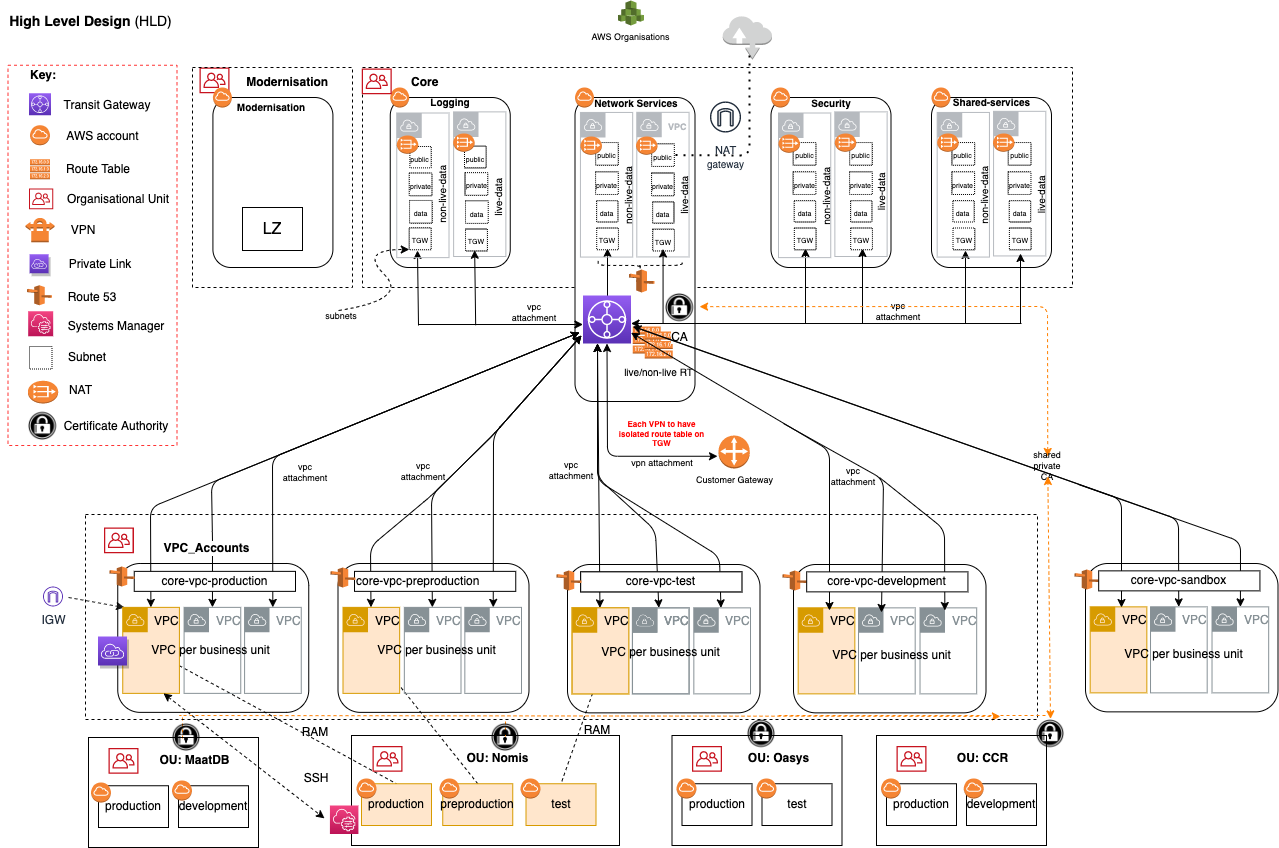 High Level Design (HLD)
AWS Organisations
Key:
Transit Gateway
AWS account
Route Table
Organisational Unit
VPN
Private Link
Route 53
Systems Manager
Subnet
NAT
Certificate Authority
Modernisation
Modernisation
LZ
Core
Logging
public
private
data
TGW
non-live-data
public
private
data
TGW
live-data
subnets
Network Services
VPC
public
private
data
TGW
non-live-data
public
private
data
TGW
live-data
NAT
gateway
Security
public
private
data
TGW
non-live-data
public
private
data
TGW
live-data
Shared-services
public
private
data
TGW
non-live-data
public
private
data
TGW
live-data
vpc
attachment
vpc
attachment
CA
live/non-live RT
Each VPN to have
isolated route table on
TGW
vpn attachment
Customer Gateway
vpc
attachment
vpc
attachment
vpc
attachment
vpc
attachment
shared
private
CA
VPC_Accounts
IGW
core-vpc-production
VPC
VPC
VPC
VPC per business unit
core-vpc-preproduction
VPC
VPC
VPC
VPC per business unit
core-vpc-test
VPC
VPC
VPC
VPC per business unit
core-vpc-development
VPC
VPC
VPC
VPC per business unit
core-vpc-sandbox
VPC
VPC
VPC
VPC per business unit
RAM
RAM
SSH
OU: MaatDB
production
development
OU: Nomis
production
preproduction
test
OU: Oasys
production
test
OU: CCR
production
development